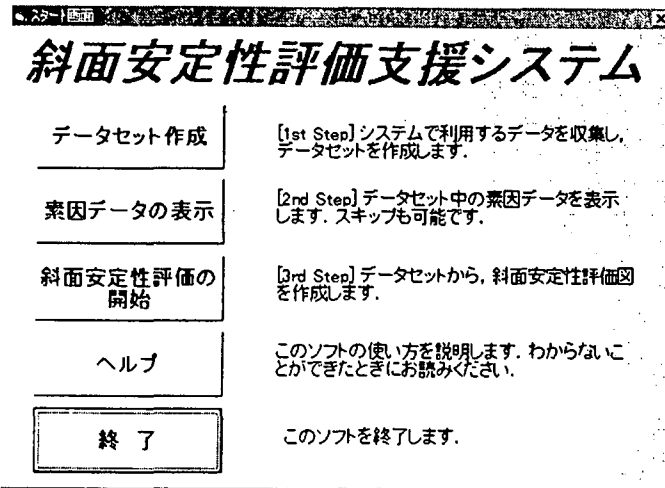 スタート画面
斜面安定性評価支援システム
データセット作成
[1st Step] システムで利用するデータを収集し,
データセットを作成します.
素因データの表示
[2nd Step] データセット中の素因データを表示
します. スキップも可能です.
斜面安定性評価の
開始
[3rd Step] データセットから, 斜面安定性評価図
を作成します.
ヘルプ
このソフトの使い方を説明します. わからないこ
とができたときにお読みください.
終 了
このソフトを終了します.